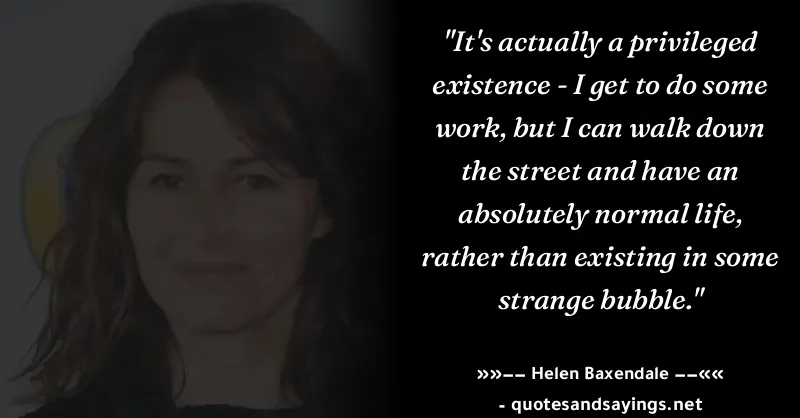 "It's actually a privileged
existence - I get to do some
work, but I can walk down
the street and have an
absolutely normal life,
rather than existing in some
strange bubble."
»»−− Helen Baxendale −−««
- quotesandsayings.net